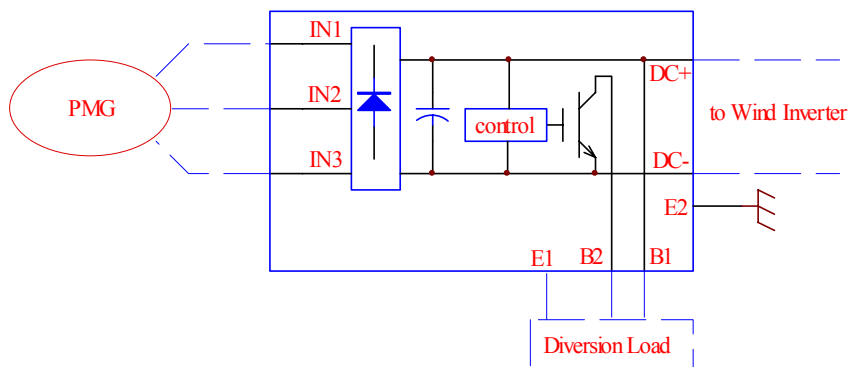 IN1
DC+
PMG
IN2
control
to Wind Inverter
IN3
DC-
E2
E1
B2
B1
Diversion Load